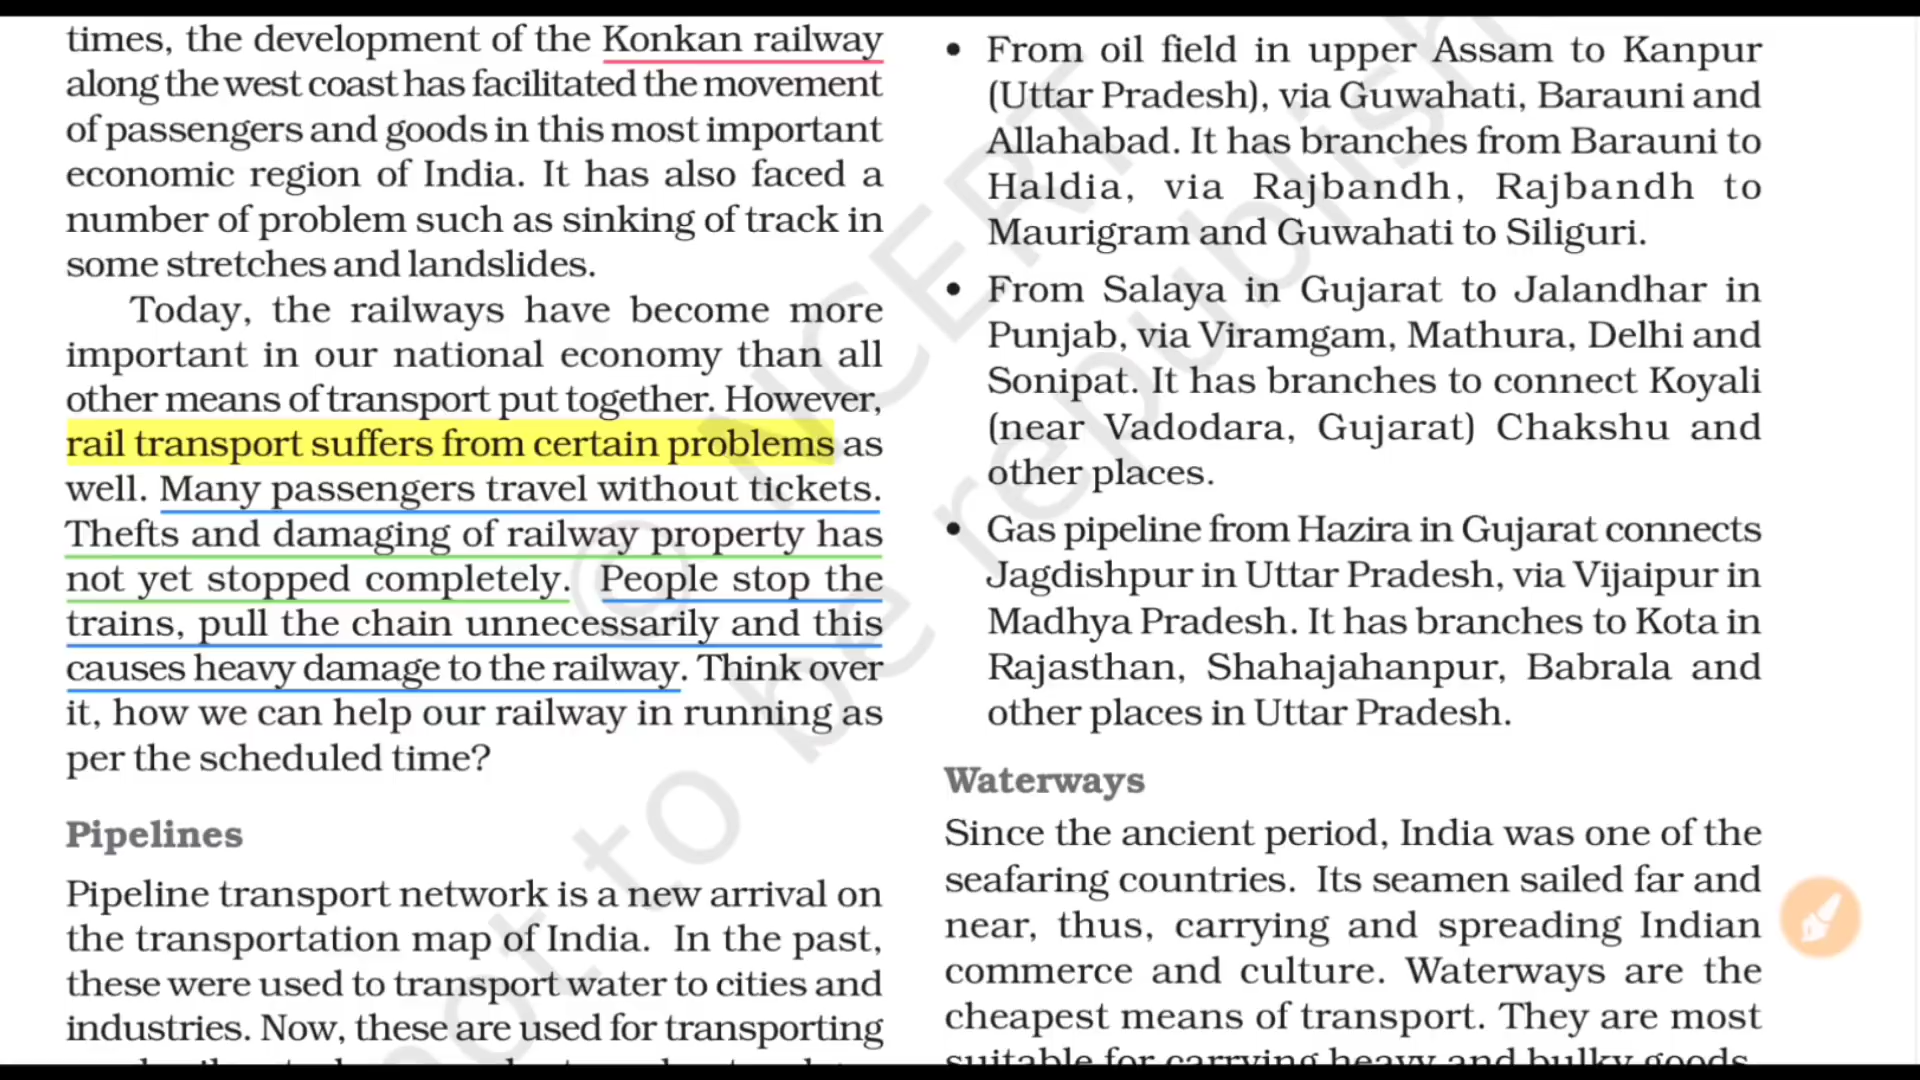 times, the development of the Konkan railway
along the west coast has facilitated the movement
of passengers and goods in this most important
economic region of India. It has also faced a
number of problem such as sinking of track in
some stretches and landslides.
Today, the railways have become more
important in our national economy than all
other means of transport put together. However,
rail transport suffers from certain problems as
well. Many passengers travel without tickets.
Thefts and damaging of railway property has
not yet stopped completely. People stop the
trains, pull the chain unnecessarily and this
causes heavy damage to the railway. Think over
it, how we can help our railway in running as
per the scheduled time?
Pipelines
Pipeline transport network is a new arrival on
the transportation map of India. In the past,
these were used to transport water to cities and
industries. Now, these are used for transporting
• From oil field in upper Assam to Kanpur
(Uttar Pradesh), via Guwahati, Barauni and
Allahabad. It has branches from Barauni to
Haldia, via Rajbandh, Rajbandh to
Maurigram and Guwahati to Siliguri.
• From Salaya in Gujarat to Jalandhar in
Punjab, via Viramgam, Mathura, Delhi and
Sonipat. It has branches to connect Koyali
(near Vadodara, Gujarat) Chakshu and
other places.
• Gas pipeline from Hazira in Gujarat connects
Jagdishpur in Uttar Pradesh, via Vijaipur in
Madhya Pradesh. It has branches to Kota in
Rajasthan, Shahajahanpur, Babrala and
other places in Uttar Pradesh.
Waterways
Since the ancient period, India was one of the
seafaring countries. Its seamen sailed far and
near, thus, carrying and spreading Indian
commerce and culture. Waterways are the
cheapest means of transport. They are most
suitable for carrying heavy and bulky goods.
© NCERT
not to be republish